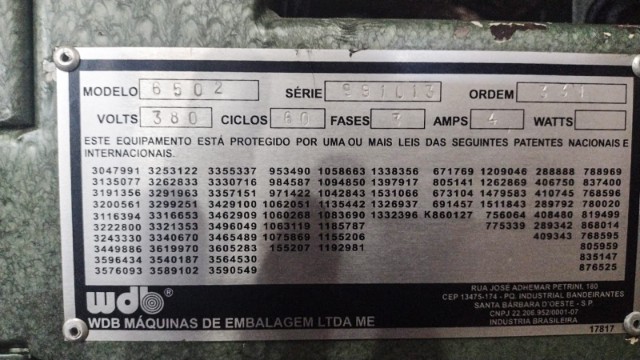 MODELO 6502 SÉRIE ORDEM
VOLTS 380 CICLOS 60 FASES 3 AMPS 4 WATTS
ESTE EQUIPAMENTO ESTÁ PROTEGIDO POR UMA OU MAIS LEIS DAS SEGUINTES PATENTES NACIONAIS E
INTERNACIONAIS.
3047991 3253122 3355337 953490 1058663 1338356 671769 1209046 288888 788969
3135077 3262833 3330716 984587 1094850 1397917 805141 1262869 406750 837400
3191356 3291963 3357151 971422 1042843 1531066 673104 1479583 410745 768596
3200561 3299251 3429100 1062051 1135442 1326937 691457 1511843 289292 780020
3116394 3316653 3462909 1060268 1083690 1332396 K860127 756064 408480 819499
3222800 3321353 3496049 1063119 1185787 775339 289342 868014
3243330 3340670 3465489 1075869 1155206 409343 768595
3449886 3619970 3605283 155207 1192981 805959
3596434 3540187 3564530 835147
3576093 3589102 3590549 876525
wdb®
WDB MÁQUINAS DE EMBALAGEM LTDA ME
RUA JOSÉ ADHEMAR PETRINI, 180
CEP 13475-174 - PQ. INDUSTRIAL BANDEIRANTES
SANTA BÁRBARA D'OESTE - S.P
CNPJ 22.206.952/0001-07
INDÚSTRIA BRASILEIRA
17817